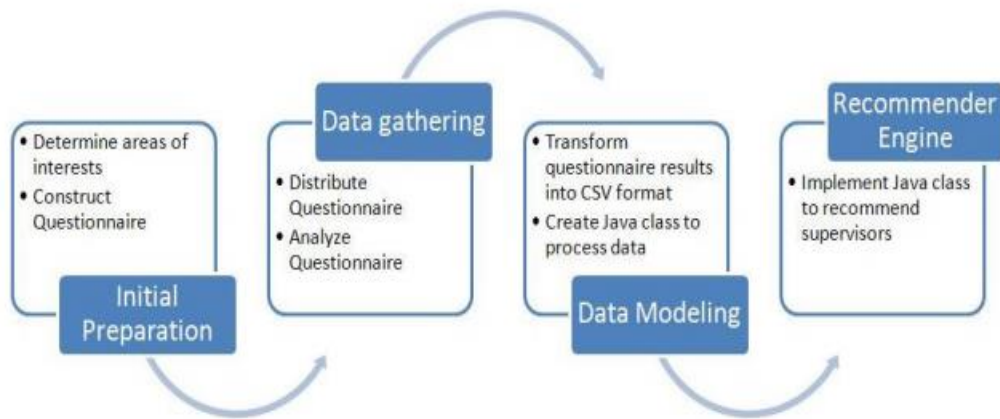 • Determine areas of
interests
• Construct
Questionnaire
Initial
Preparation
Data gathering
• Distribute
Questionnaire
• Analyze
Questionnaire
• Transform
questionnaire results
into CSV format
• Create Java class to
process data
Data Modeling
Recommender
Engine
• Implement Java class
to recommend
supervisors